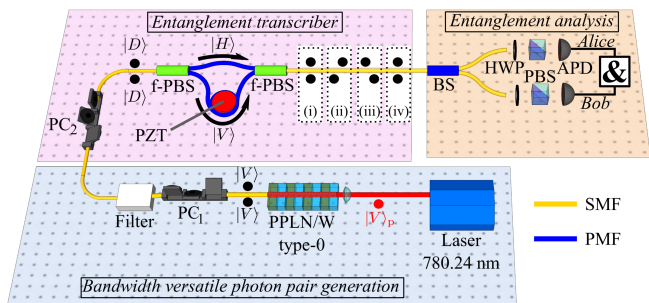 Entanglement transcriber
Entanglement analysis
|D⟩
|H⟩
Alice
f-PBS
f-PBS
|D⟩
HWP
PBS
APD
&
BS
PC2
PZT
|V⟩
(i)
(ii)
(iii)
(iv)
Bob
|V⟩
Filter
PC1
|V⟩
PPLN/W
type-0
|V⟩p
Laser
780.24 nm
SMF
PMF
Bandwidth versatile photon pair generation